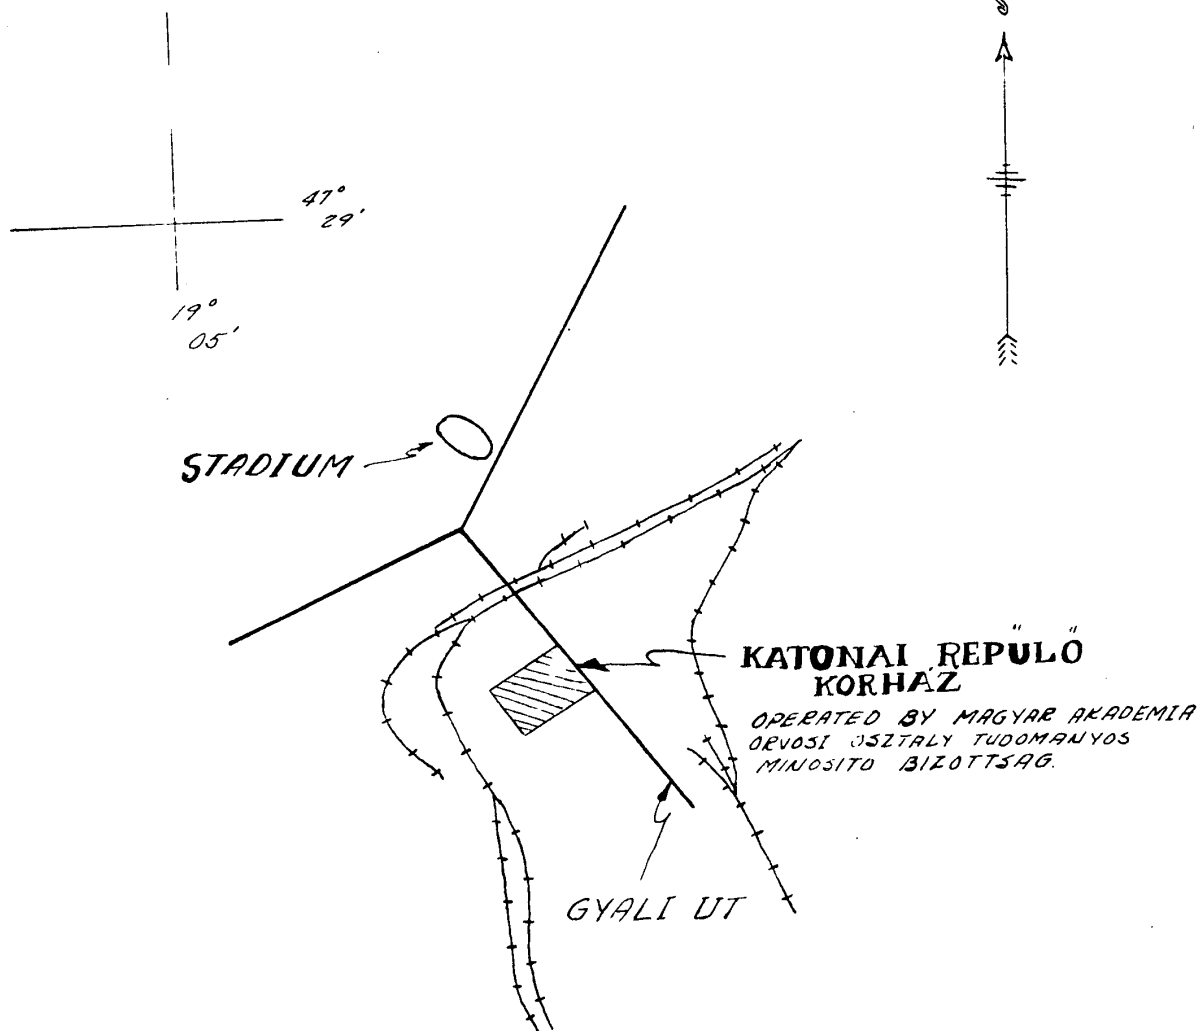 47°
29'
19°
05'
STADIUM
KATONAI REPÜLŐ
KORHÁZ
OPERATED BY MAGYAR AKADEMIA
ORVOSI OSZTALY TUDOMANYOS
MINOSITO BIZOTTSAG.
GYALI UT